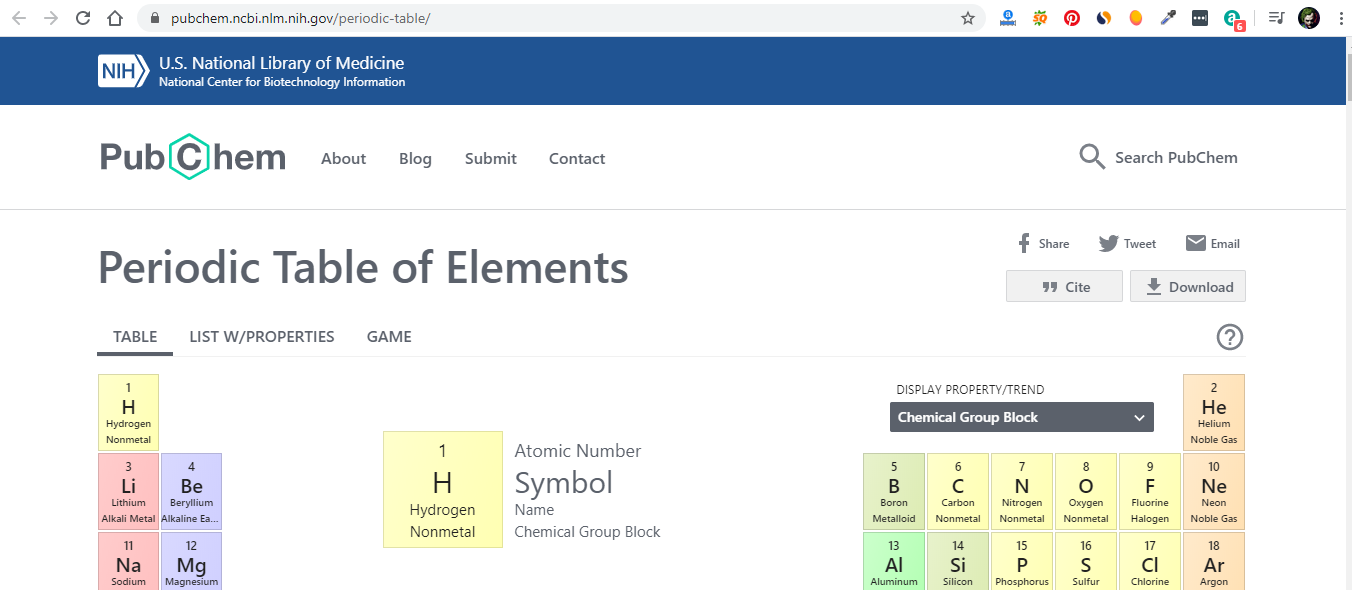 pubchem.ncbi.nlm.nih.gov/periodic-table/
6
NIH
U.S. National Library of Medicine
National Center for Biotechnology Information
PubChem
About
Blog
Submit
Contact
Search PubChem
Share
Tweet
Email
Periodic Table of Elements
Cite
Download
TABLE
LIST W/PROPERTIES
GAME
?
1
H
Hydrogen
Nonmetal
DISPLAY PROPERTY/TREND
Chemical Group Block
2
He
Helium
Noble Gas
1
H
Hydrogen
Nonmetal
Atomic Number
Symbol
Name
Chemical Group Block
3
Li
Lithium
Alkali Metal
4
Be
Beryllium
Alkaline Ea...
5
B
Boron
Metalloid
6
C
Carbon
Nonmetal
7
N
Nitrogen
Nonmetal
8
O
Oxygen
Nonmetal
9
F
Fluorine
Halogen
10
Ne
Neon
Noble Gas
11
Na
Sodium
12
Mg
Magnesium
13
Al
Aluminum
14
Si
Silicon
15
P
Phosphorus
16
S
Sulfur
17
Cl
Chlorine
18
Ar
Argon